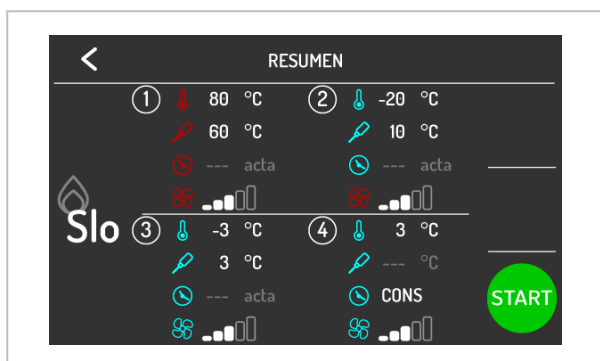 RESUMEN
1 80 °C
60 °C
--- acta
2 -20 °C
10 °C
--- acta
Slo
3 -3 °C
3 °C
--- acta
4 3 °C
--- °C
CONS
START